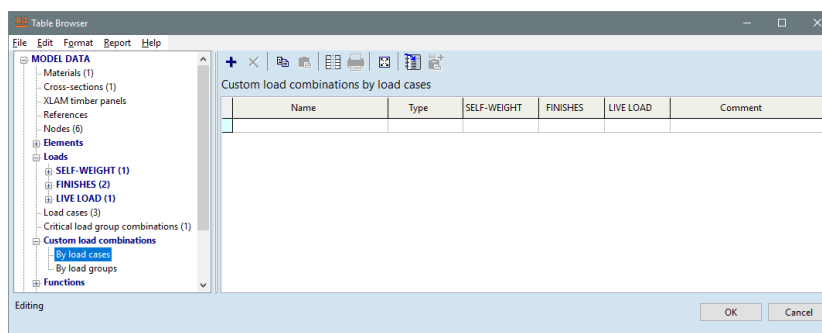 Table Browser
File Edit Format Report Help
MODEL DATA
Materials (1)
Cross-sections (1)
XLAM timber panels
References
Nodes (6)
Elements
Loads
SELF-WEIGHT (1)
FINISHES (2)
LIVE LOAD (1)
Load cases (3)
Critical load group combinations (1)
Custom load combinations
By load cases
By load groups
Functions
Custom load combinations by load cases
Name Type SELF-WEIGHT FINISHES LIVE LOAD Comment
Editing
OK Cancel